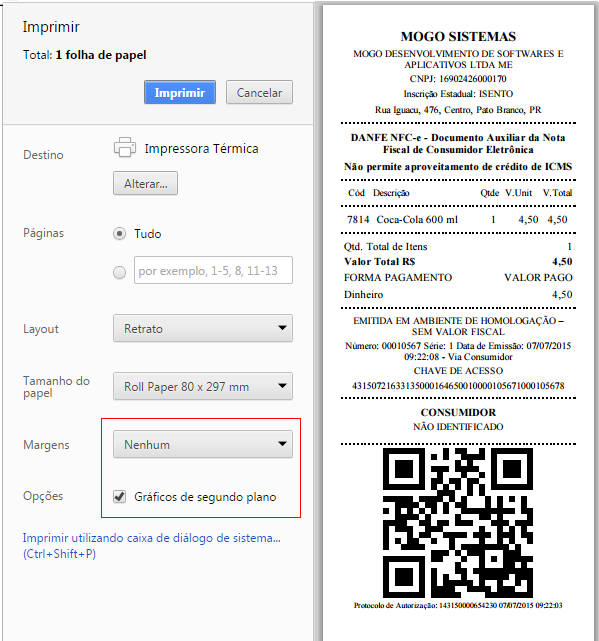 Imprimir
Total: 1 folha de papel
Imprimir
Cancelar
Destino
Impressora Térmica
Alterar...
Páginas
Tudo
por exemplo, 1-5, 8, 11-13
Layout
Retrato
Tamanho do
papel
Roll Paper 80 x 297 mm
Margens
Nenhum
Opções
Gráficos de segundo plano
Imprimir utilizando caixa de diálogo de sistema...
(Ctrl+Shift+P)
MOGO SISTEMAS
MOGO DESENVOLVIMENTO DE SOFTWARES E
APLICATIVOS LTDA ME
CNPJ: 16902426000170
Inscrição Estadual: ISENTO
Rua Iguacu, 476, Centro, Pato Branco, PR
DANFE NFC-e - Documento Auxiliar da Nota
Fiscal de Consumidor Eletrônica
Não permite aproveitamento de crédito de ICMS
Cód Descrição Qtde V.Unit V.Total
7814 Coca-Cola 600 ml 1 4,50 4,50
Qtd. Total de Itens 1
Valor Total R$ 4,50
FORMA PAGAMENTO VALOR PAGO
Dinheiro 4,50
EMITIDA EM AMBIENTE DE HOMOLOGAÇÃO –
SEM VALOR FISCAL
Número: 00010567 Série: 1 Data de Emissão: 07/07/2015
09:22:08 - Via Consumidor
CHAVE DE ACESSO
43150721633135000164650010000105671000105678
CONSUMIDOR
NÃO IDENTIFICADO
Protocolo de Autorização: 143150000654230 07/07/2015 09:22:03